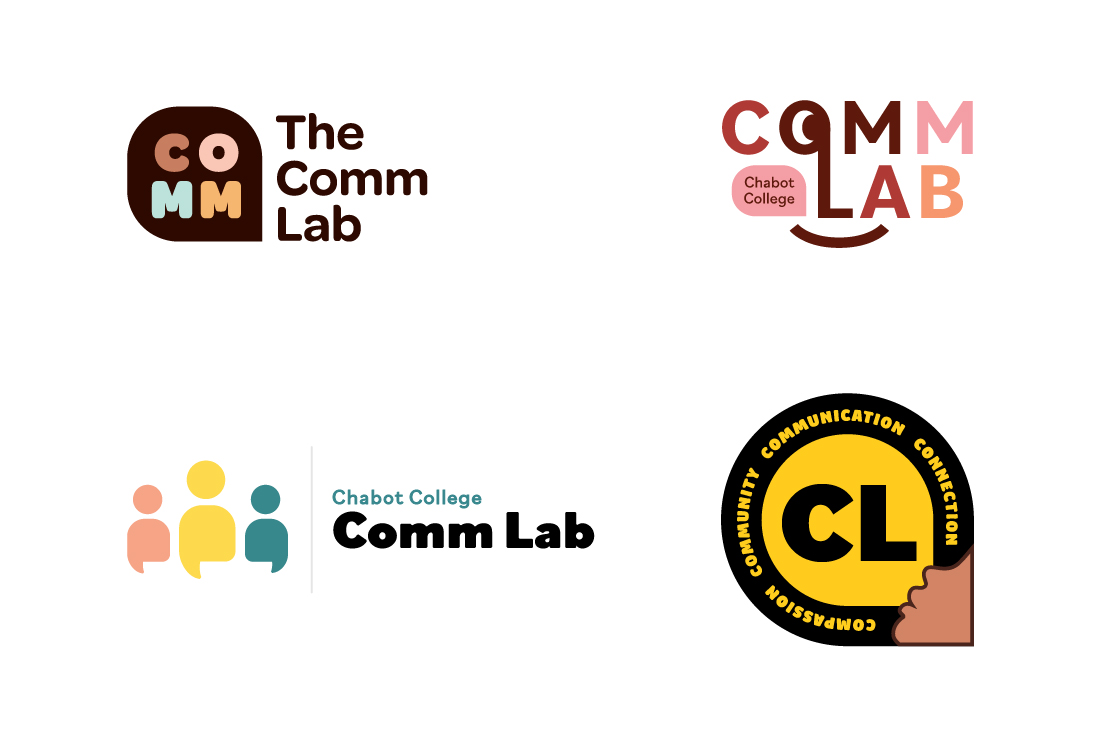 CO
MM
The
Comm
Lab
COMM
Chabot
College
LAB
Chabot College
Comm Lab
COMMUNITY COMMUNICATION CONNECTION
CL
COMPASSION